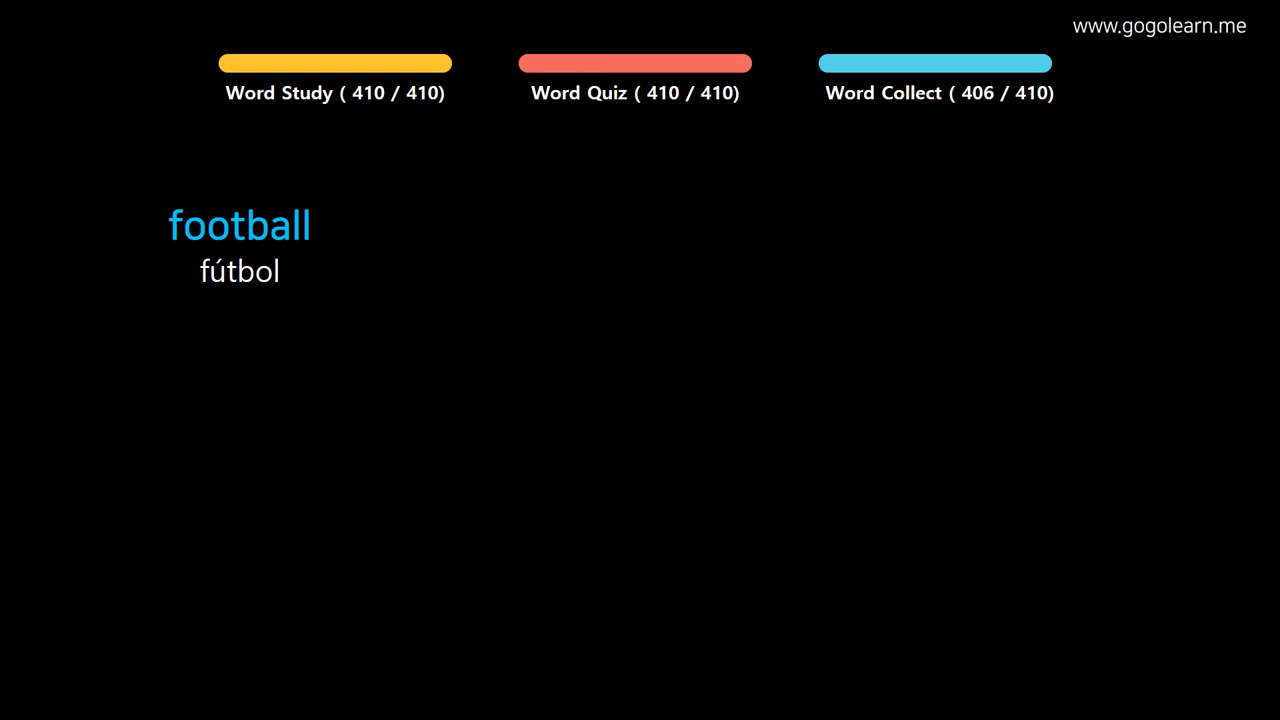 www.gogolearn.me
Word Study ( 410 / 410)
Word Quiz ( 410 / 410)
Word Collect ( 406 / 410)
football
fútbol